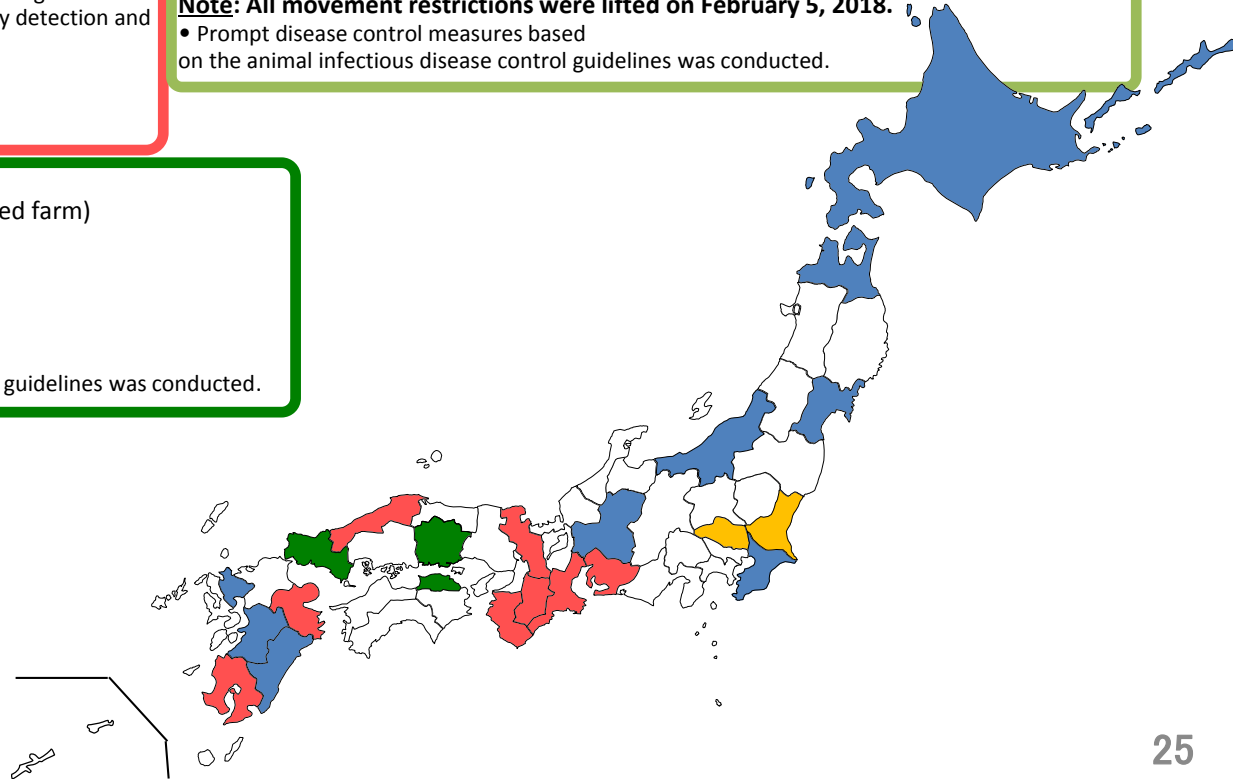 y detection and
Note: All movement restrictions were lifted on February 5, 2018.
• Prompt disease control measures based
on the animal infectious disease control guidelines was conducted.
ed farm)
guidelines was conducted.
25